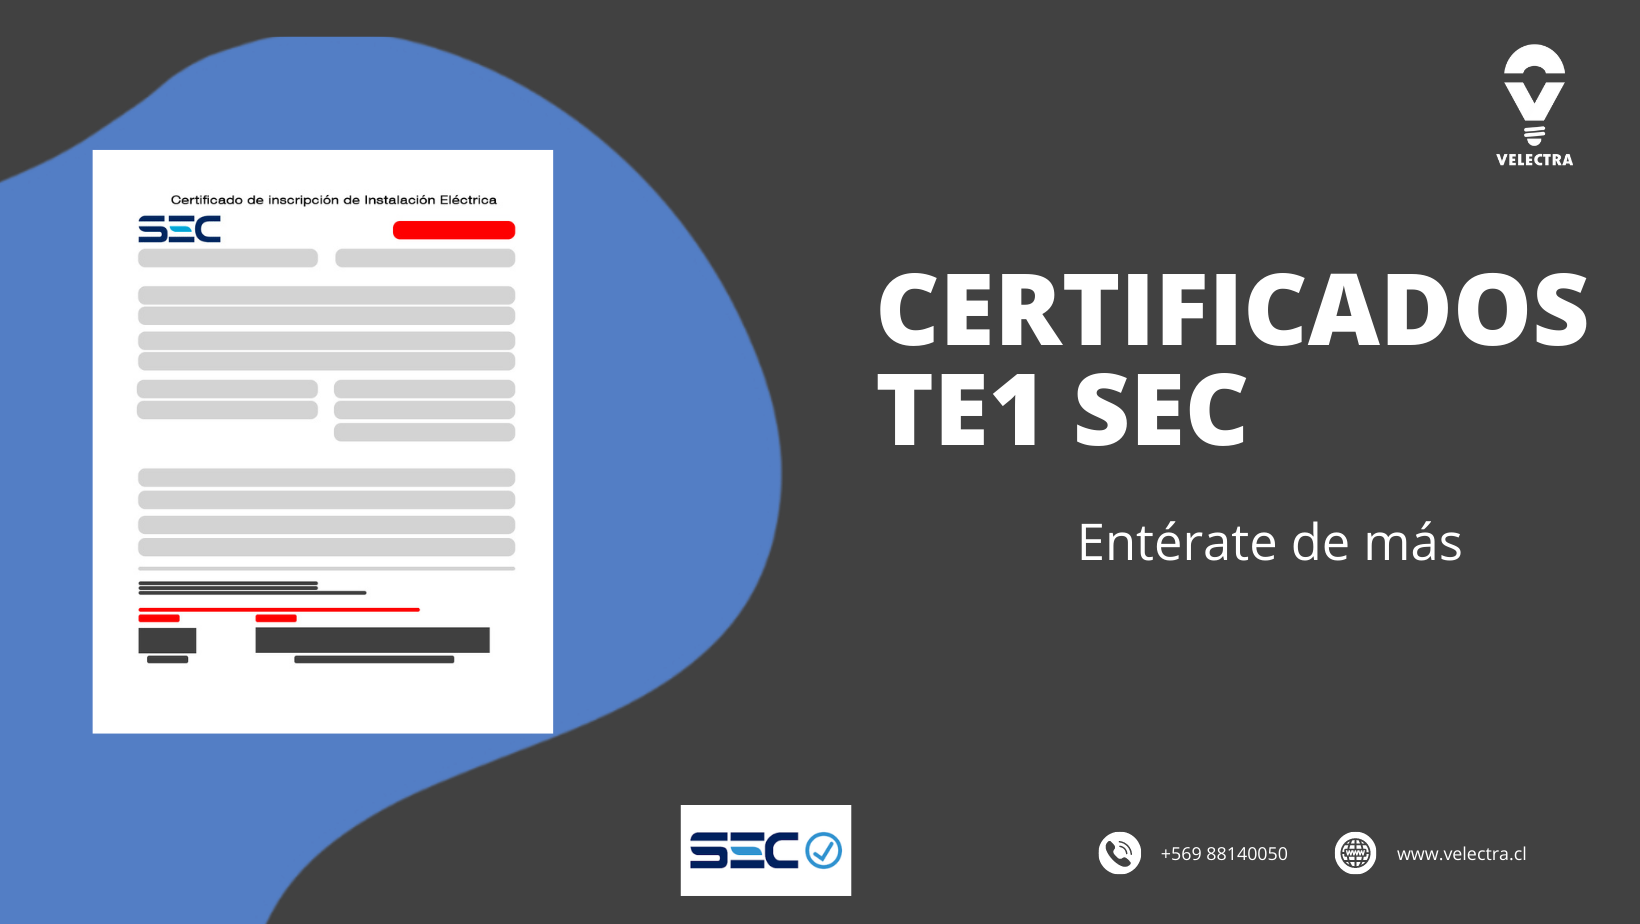 VELECTRA
Certificado de inscripción de Instalación Eléctrica
SEC
CERTIFICADOS
TE1 SEC
Entérate de más
SEC
+569 88140050
www
www.velectra.cl